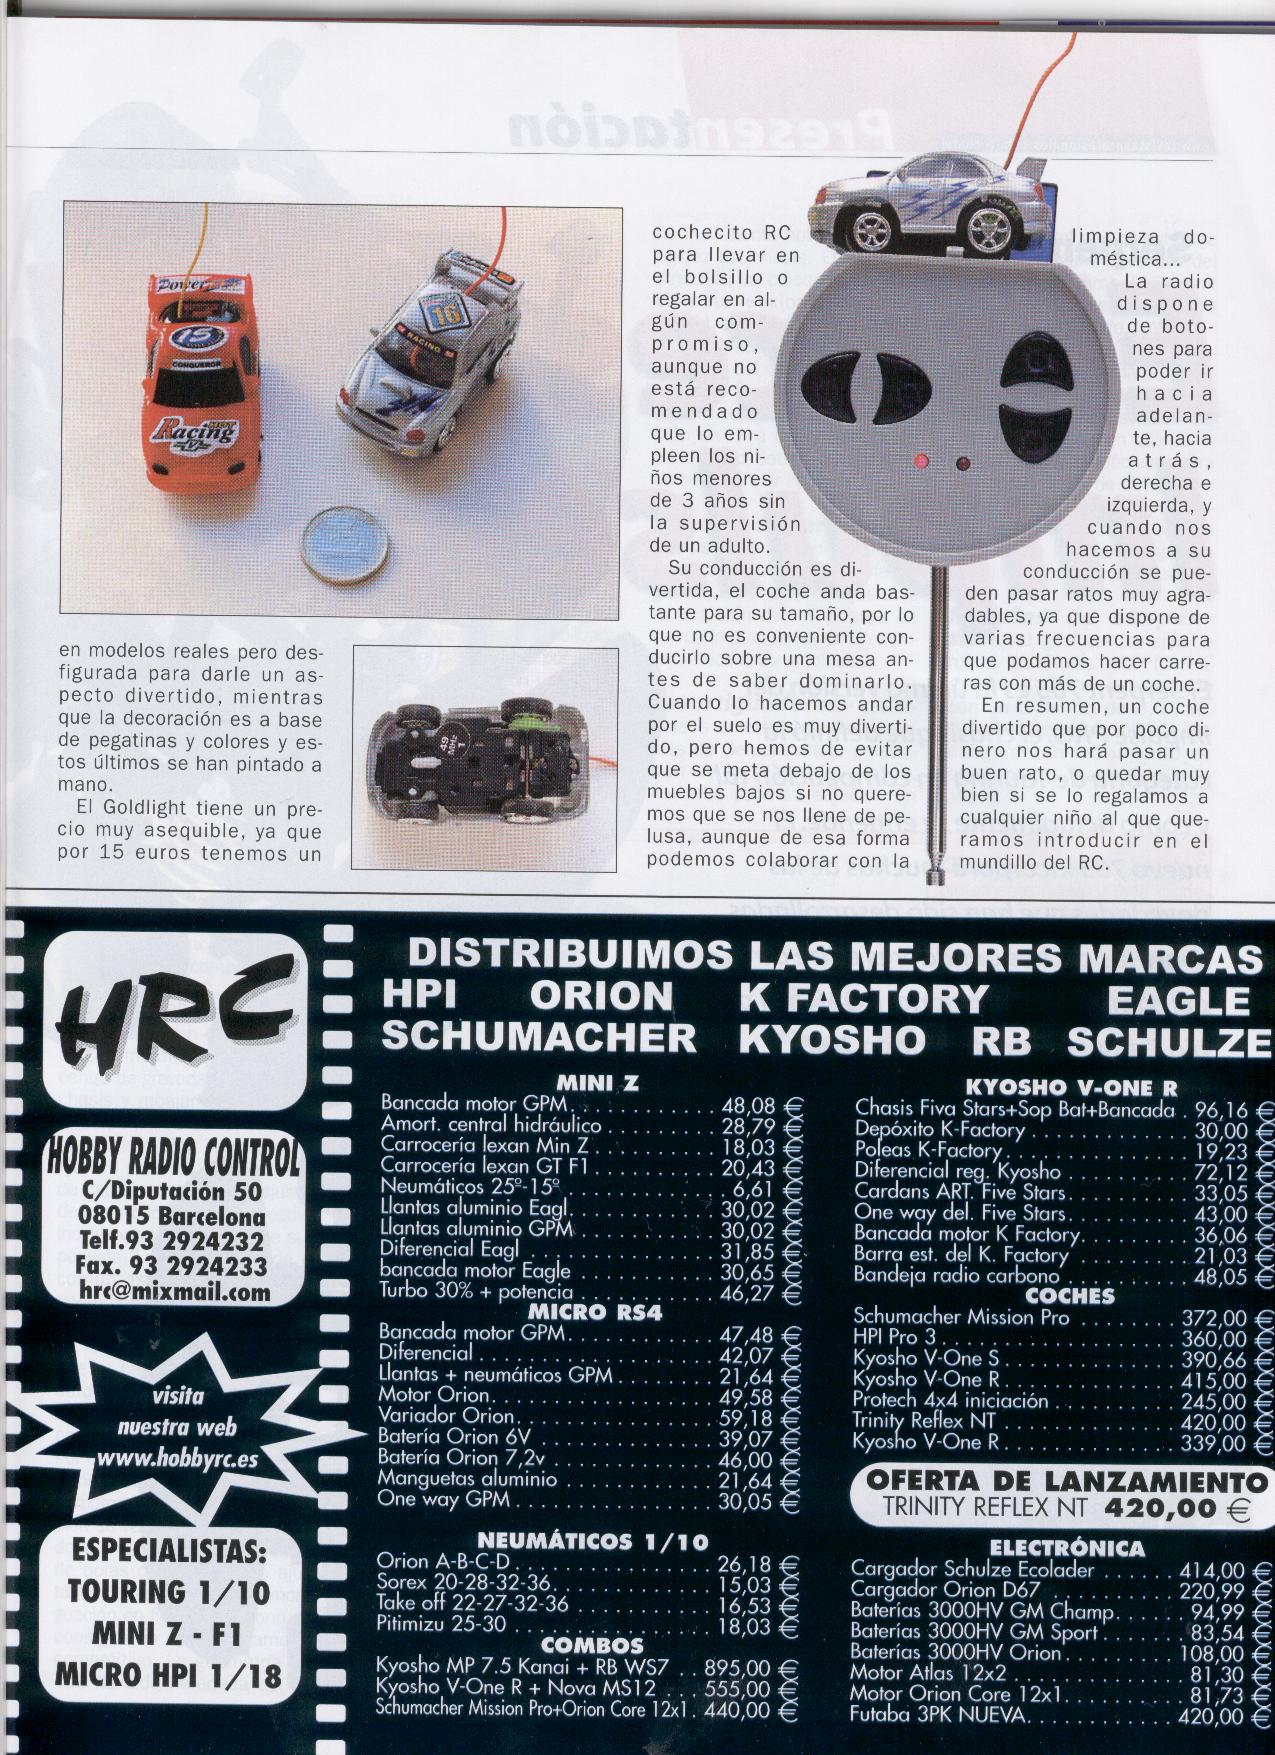 Presentación
Power
15
CONQUEROR
Racing
16
RACING
en modelos reales pero des-
figurada para darle un as-
pecto divertido, mientras
que la decoración es a base
de pegatinas y colores y es-
tos últimos se han pintado a
mano.
El Goldlight tiene un pre-
cio muy asequible, ya que
por 15 euros tenemos un
49
MHz
T
cochecito RC
para llevar en
el bolsillo o
regalar en al-
gún com-
promiso,
aunque no
está reco-
mendado
que lo em-
pleen los ni-
ños menores
de 3 años sin
la supervisión
de un adulto.
Su conducción es di-
vertida, el coche anda bas-
tante para su tamaño, por lo
que no es conveniente con-
ducirlo sobre una mesa an-
tes de saber dominarlo.
Cuando lo hacemos andar
por el suelo es muy diverti-
do, pero hemos de evitar
que se meta debajo de los
muebles bajos si no quere-
mos que se nos llene de pe-
lusa, aunque de esa forma
podemos colaborar con la
limpieza do-
méstica...
La radio
dispone
de boto-
nes para
poder ir
hacia
adelan-
te, hacia
atrás,
derecha e
izquierda, y
cuando nos
hacemos a su
conducción se pue-
den pasar ratos muy agra-
dables, ya que dispone de
varias frecuencias para
que podamos hacer carre-
ras con más de un coche.
En resumen, un coche
divertido que por poco di-
nero nos hará pasar un
buen rato, o quedar muy
bien si se lo regalamos a
cualquier niño al que que-
ramos introducir en el
mundillo del RC.
HRC
HOBBY RADIO CONTROL
C/Diputación 50
08015 Barcelona
Telf.93 2924232
Fax. 93 2924233
hrc@mixmail.com
visita
nuestra web
www.hobbyrc.es
ESPECIALISTAS:
TOURING 1/10
MINI Z - F1
MICRO HPI 1/18
DISTRIBUIMOS LAS MEJORES MARCAS
HPI ORION K FACTORY EAGLE
SCHUMACHER KYOSHO RB SCHULZE
MINI Z
Bancada motor GPM. . . . . . . . . . . . 48,08 €
Amort. central hidráulico . . . . . . . . . 28,79 €
Carrocería lexan Min Z . . . . . . . . . . 18,03 €
Carrocería lexan GT F1 . . . . . . . . . . 20,43 €
Neumáticos 25º-15º . . . . . . . . . . . . 6,61 €
Llantas aluminio Eagl. . . . . . . . . . . . 30,02 €
Llantas aluminio GPM . . . . . . . . . . . 30,02 €
Diferencial Eagl . . . . . . . . . . . . . . 31,85 €
bancada motor Eagle . . . . . . . . . . . 30,65 €
Turbo 30% + potencia . . . . . . . . . . . 46,27 €
MICRO RS4
Bancada motor GPM. . . . . . . . . . . . 47,48 €
Diferencial . . . . . . . . . . . . . . . . . 42,07 €
Llantas + neumáticos GPM . . . . . . . . 21,64 €
Motor Orion. . . . . . . . . . . . . . . . . 49,58 €
Variador Orion. . . . . . . . . . . . . . . 59,18 €
Batería Orion 6V . . . . . . . . . . . . . . 39,07 €
Batería Orion 7,2v . . . . . . . . . . . . . 46,00 €
Manguetas aluminio . . . . . . . . . . . . 21,64 €
One way GPM . . . . . . . . . . . . . . . 30,05 €
NEUMÁTICOS 1/10
Orion A-B-C-D . . . . . . . . . . . . . . . 26,18 €
Sorex 20-28-32-36. . . . . . . . . . . . . 15,03 €
Take off 22-27-32-36 . . . . . . . . . . . 16,53 €
Pitimizu 25-30 . . . . . . . . . . . . . . . 18,03 €
COMBOS
Kyosho MP 7.5 Kanai + RB WS7 . . 895,00 €
Kyosho V-One R + Nova MS12 . . . 555,00 €
Schumacher Mission Pro+Orion Core 12x1. 440,00 €
KYOSHO V-ONE R
Chasis Fiva Stars+Sop Bat+Bancada . 96,16 €
Depóxito K-Factory . . . . . . . . . . . . 30,00 €
Poleas K-Factory. . . . . . . . . . . . . . 19,23 €
Diferencial reg. Kyosho . . . . . . . . . . 72,12 €
Cardans ART. Five Stars. . . . . . . . . . 33,05 €
One way del. Five Stars. . . . . . . . . . 43,00 €
Bancada motor K Factory. . . . . . . . . 36,06 €
Barra est. del K. Factory . . . . . . . . . 21,03 €
Bandeja radio carbono . . . . . . . . . . 48,05 €
COCHES
Schumacher Mission Pro . . . . . . . . 372,00 €
HPI Pro 3 . . . . . . . . . . . . . . . . . 360,00 €
Kyosho V-One S . . . . . . . . . . . . . 390,66 €
Kyosho V-One R . . . . . . . . . . . . . 415,00 €
Protech 4x4 iniciación . . . . . . . . . . 245,00 €
Trinity Reflex NT . . . . . . . . . . . . . 420,00 €
Kyosho V-One R . . . . . . . . . . . . . 339,00 €
OFERTA DE LANZAMIENTO
TRINITY REFLEX NT 420,00 €
ELECTRÓNICA
Cargador Schulze Ecolader . . . . . . 414,00 €
Cargador Orion D67 . . . . . . . . . . 220,99 €
Baterías 3000HV GM Champ. . . . . . 94,99 €
Baterías 3000HV GM Sport . . . . . . . 83,54 €
Baterías 3000HV Orion. . . . . . . . . 108,00 €
Motor Atlas 12x2 . . . . . . . . . . . . . 81,30 €
Motor Orion Core 12x1. . . . . . . . . . 81,73 €
Futaba 3PK NUEVA. . . . . . . . . . . . 420,00 €